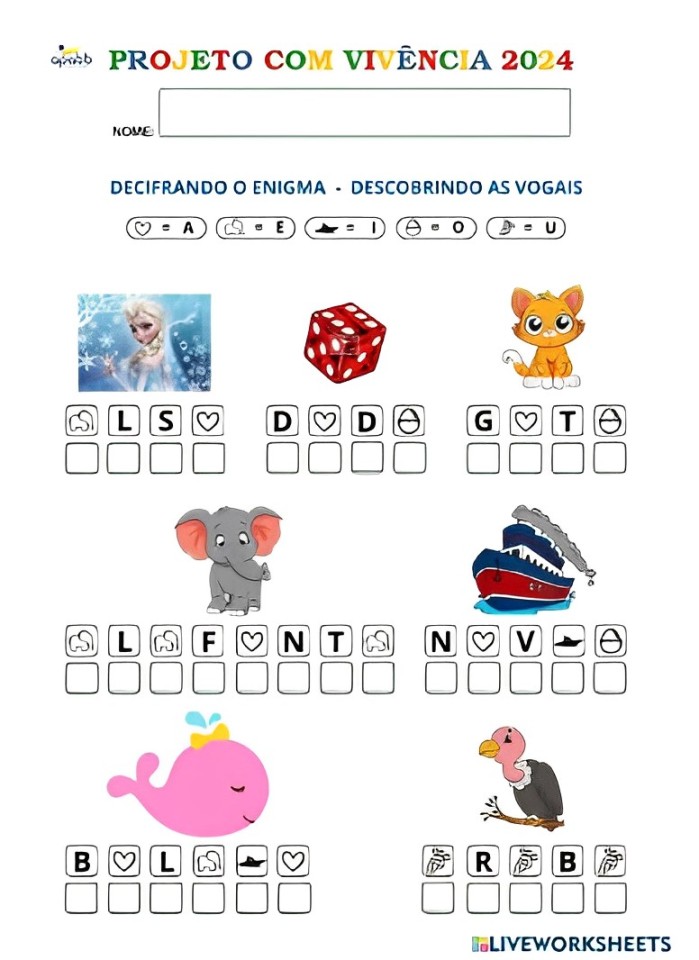 PROJETO COM VIVÊNCIA 2024
NOME:
DECIFRANDO O ENIGMA - DESCOBRINDO AS VOGAIS
= A = E = I = O = U
L S D D G T
L F N T N V
B L R B
LIVEWORKSHEETS